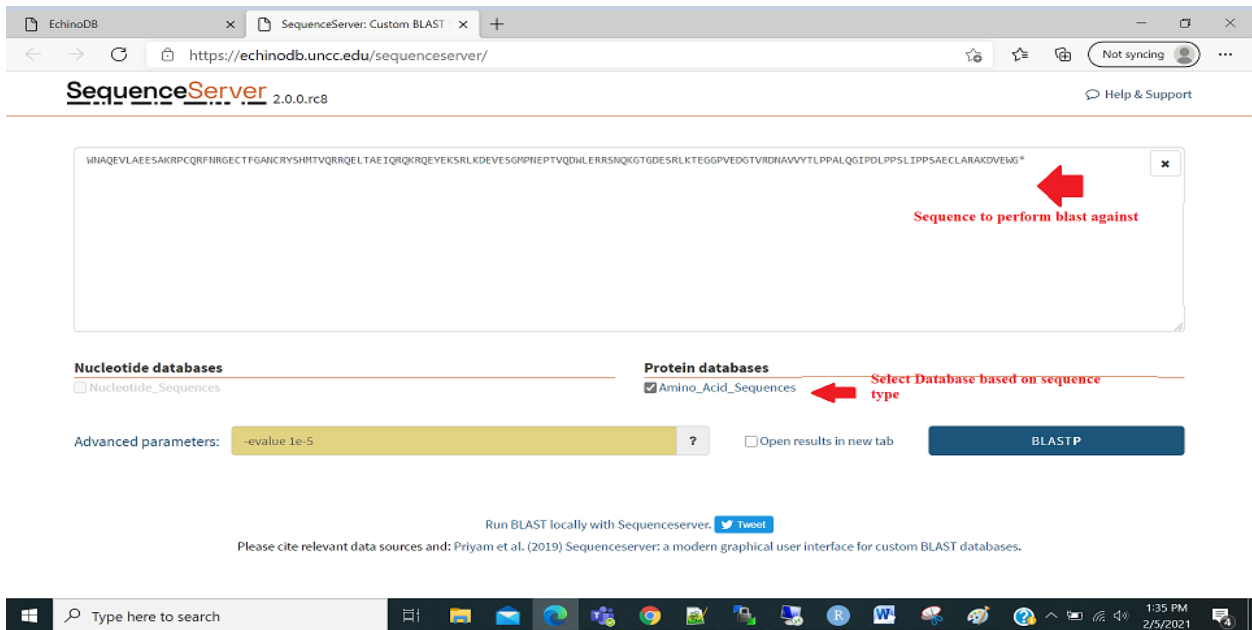 EchinoDB
SequenceServer: Custom BLAST
https://echinodb.uncc.edu/sequenceserver/
Not syncing
SequenceServer 2.0.0.rc8
Help & Support
WNAQEVLAEESAKRPCQRFNRGECTFGANCRYSHMTVQRRQELTAEIQRQKRQEYEKSRLKDEVESGMPNEPTVQDWLERRSNQKGTGDESRLKTEGGPVEDGTVRDNAVVYTLPPALQGIPDLPPSLIPPSAECLARAKDVEWG*
Sequence to perform blast against
Nucleotide databases
Protein databases
Nucleotide_Sequences
Amino_Acid_Sequences
Select Database based on sequence
type
Advanced parameters:
-evalue 1e-5
?
Open results in new tab
BLASTP
Run BLAST locally with Sequenceserver.
Tweet
Please cite relevant data sources and: Priyam et al. (2019) Sequenceserver: a modern graphical user interface for custom BLAST databases.
Type here to search
1:35 PM
2/5/2021